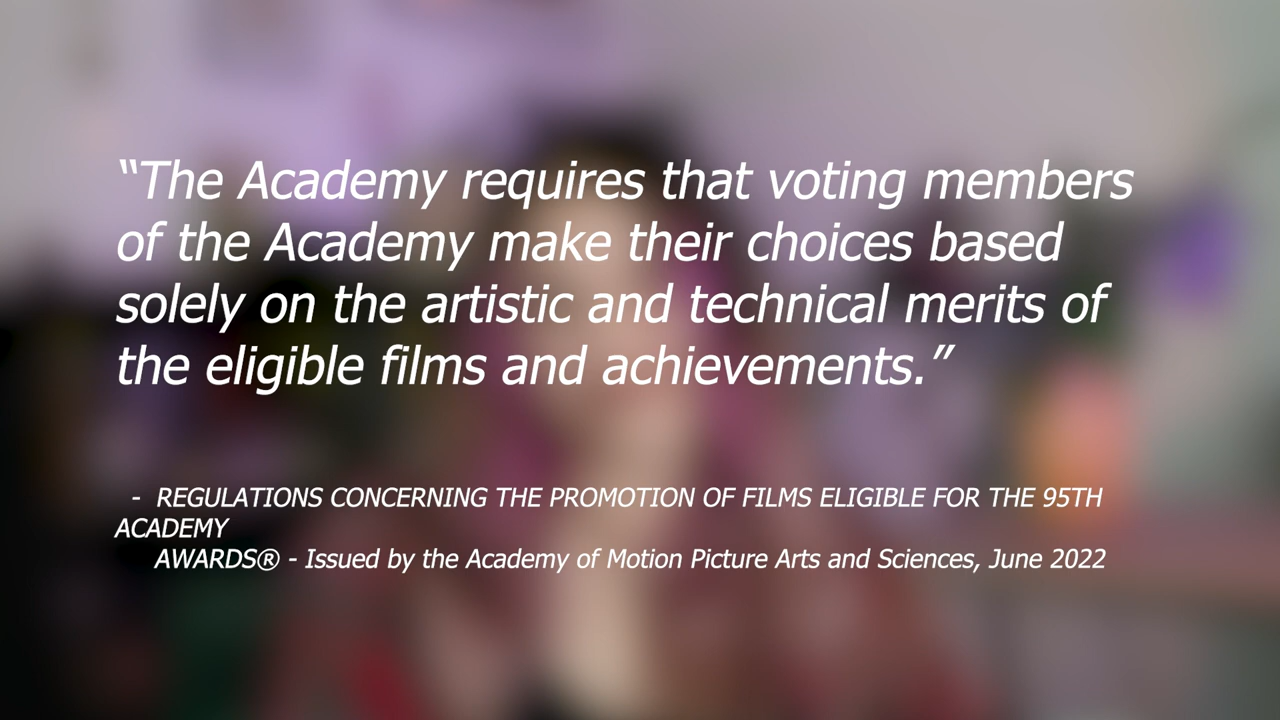 “The Academy requires that voting members
of the Academy make their choices based
solely on the artistic and technical merits of
the eligible films and achievements.”
- REGULATIONS CONCERNING THE PROMOTION OF FILMS ELIGIBLE FOR THE 95TH
ACADEMY
AWARDS® - Issued by the Academy of Motion Picture Arts and Sciences, June 2022